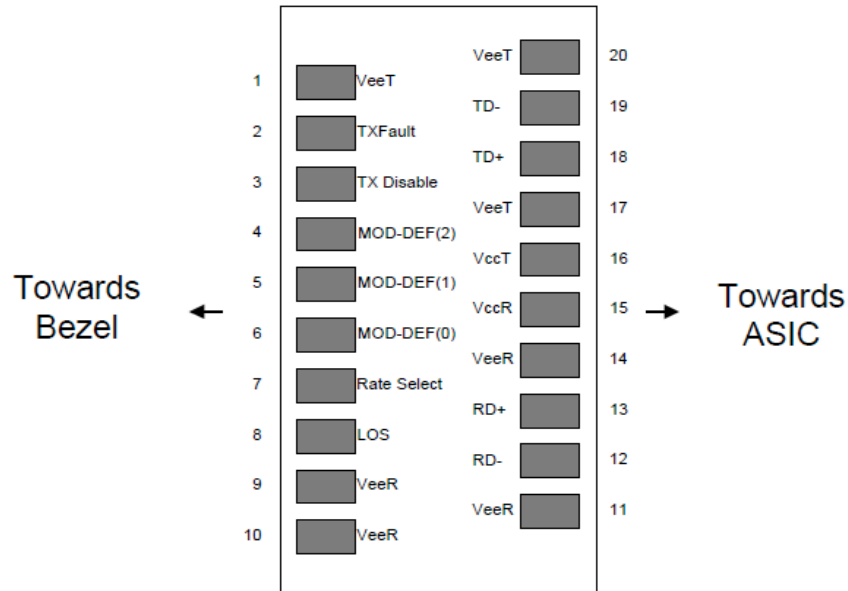 VeeT 20
1 VeeT
TD- 19
2 TXFault
TD+ 18
3 TX Disable
VeeT 17
4 MOD-DEF(2)
VccT 16
5 MOD-DEF(1)
Towards
Bezel
VccR 15
Towards
ASIC
6 MOD-DEF(0)
VeeR 14
7 Rate Select
RD+ 13
8 LOS
RD- 12
9 VeeR
VeeR 11
10 VeeR